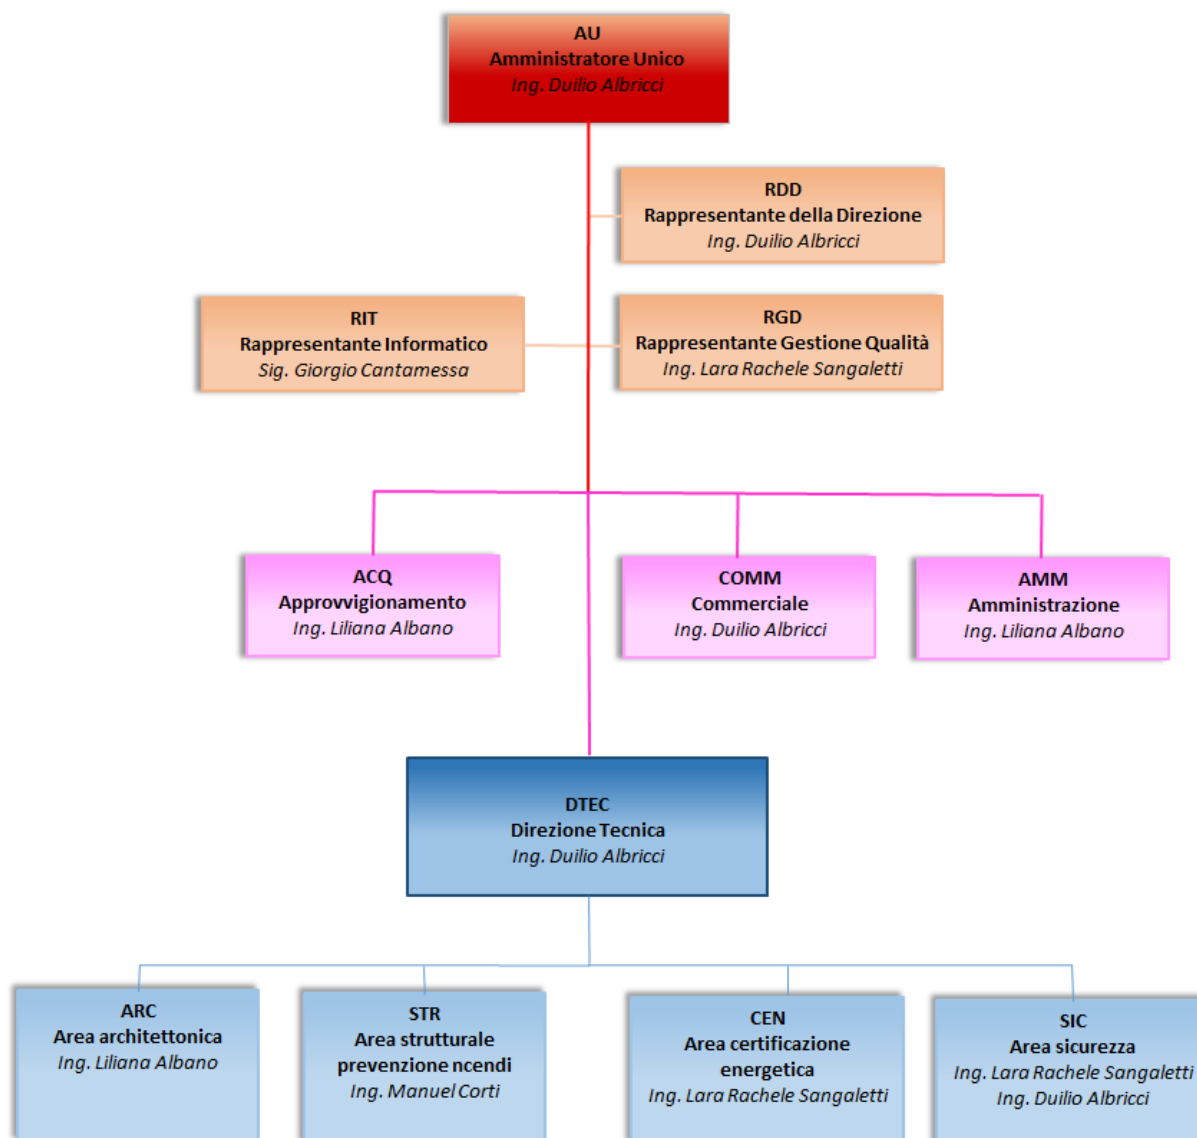 AU
Amministratore Unico
Ing. Duilio Albricci
RDD
Rappresentante della Direzione
Ing. Duilio Albricci
RIT
Rappresentante Informatico
Sig. Giorgio Cantamessa
RGD
Rappresentante Gestione Qualità
Ing. Lara Rachele Sangaletti
ACQ
Approvvigionamento
Ing. Liliana Albano
COMM
Commerciale
Ing. Duilio Albricci
AMM
Amministrazione
Ing. Liliana Albano
DTEC
Direzione Tecnica
Ing. Duilio Albricci
ARC
Area architettonica
Ing. Liliana Albano
STR
Area strutturale
prevenzione ncendi
Ing. Manuel Corti
CEN
Area certificazione
energetica
Ing. Lara Rachele Sangaletti
SIC
Area sicurezza
Ing. Lara Rachele Sangaletti
Ing. Duilio Albricci